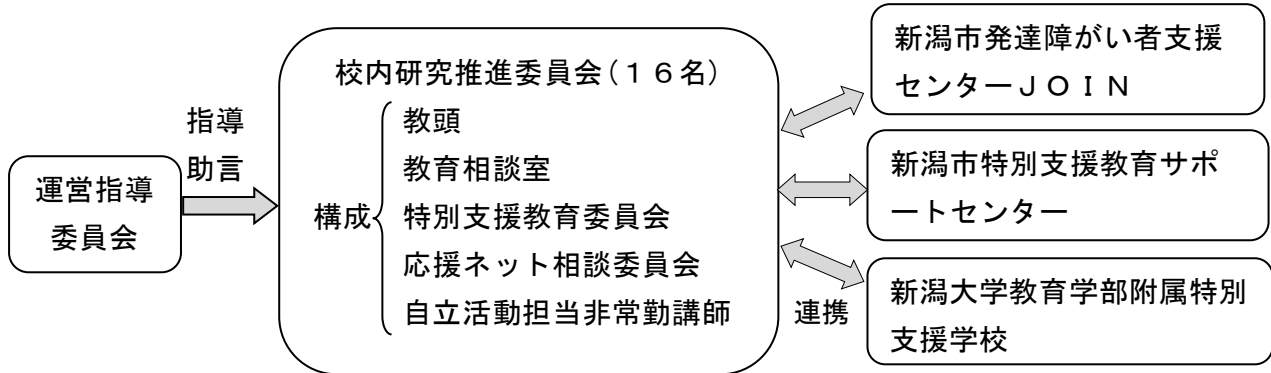 運営指導
委員会
指導
助言
校内研究推進委員会(１６名)
構成
教頭
教育相談室
特別支援教育委員会
応援ネット相談委員会
自立活動担当非常勤講師
連携
新潟市発達障がい者支援
センターＪＯＩＮ
新潟市特別支援教育サポ
ートセンター
新潟大学教育学部附属特別
支援学校